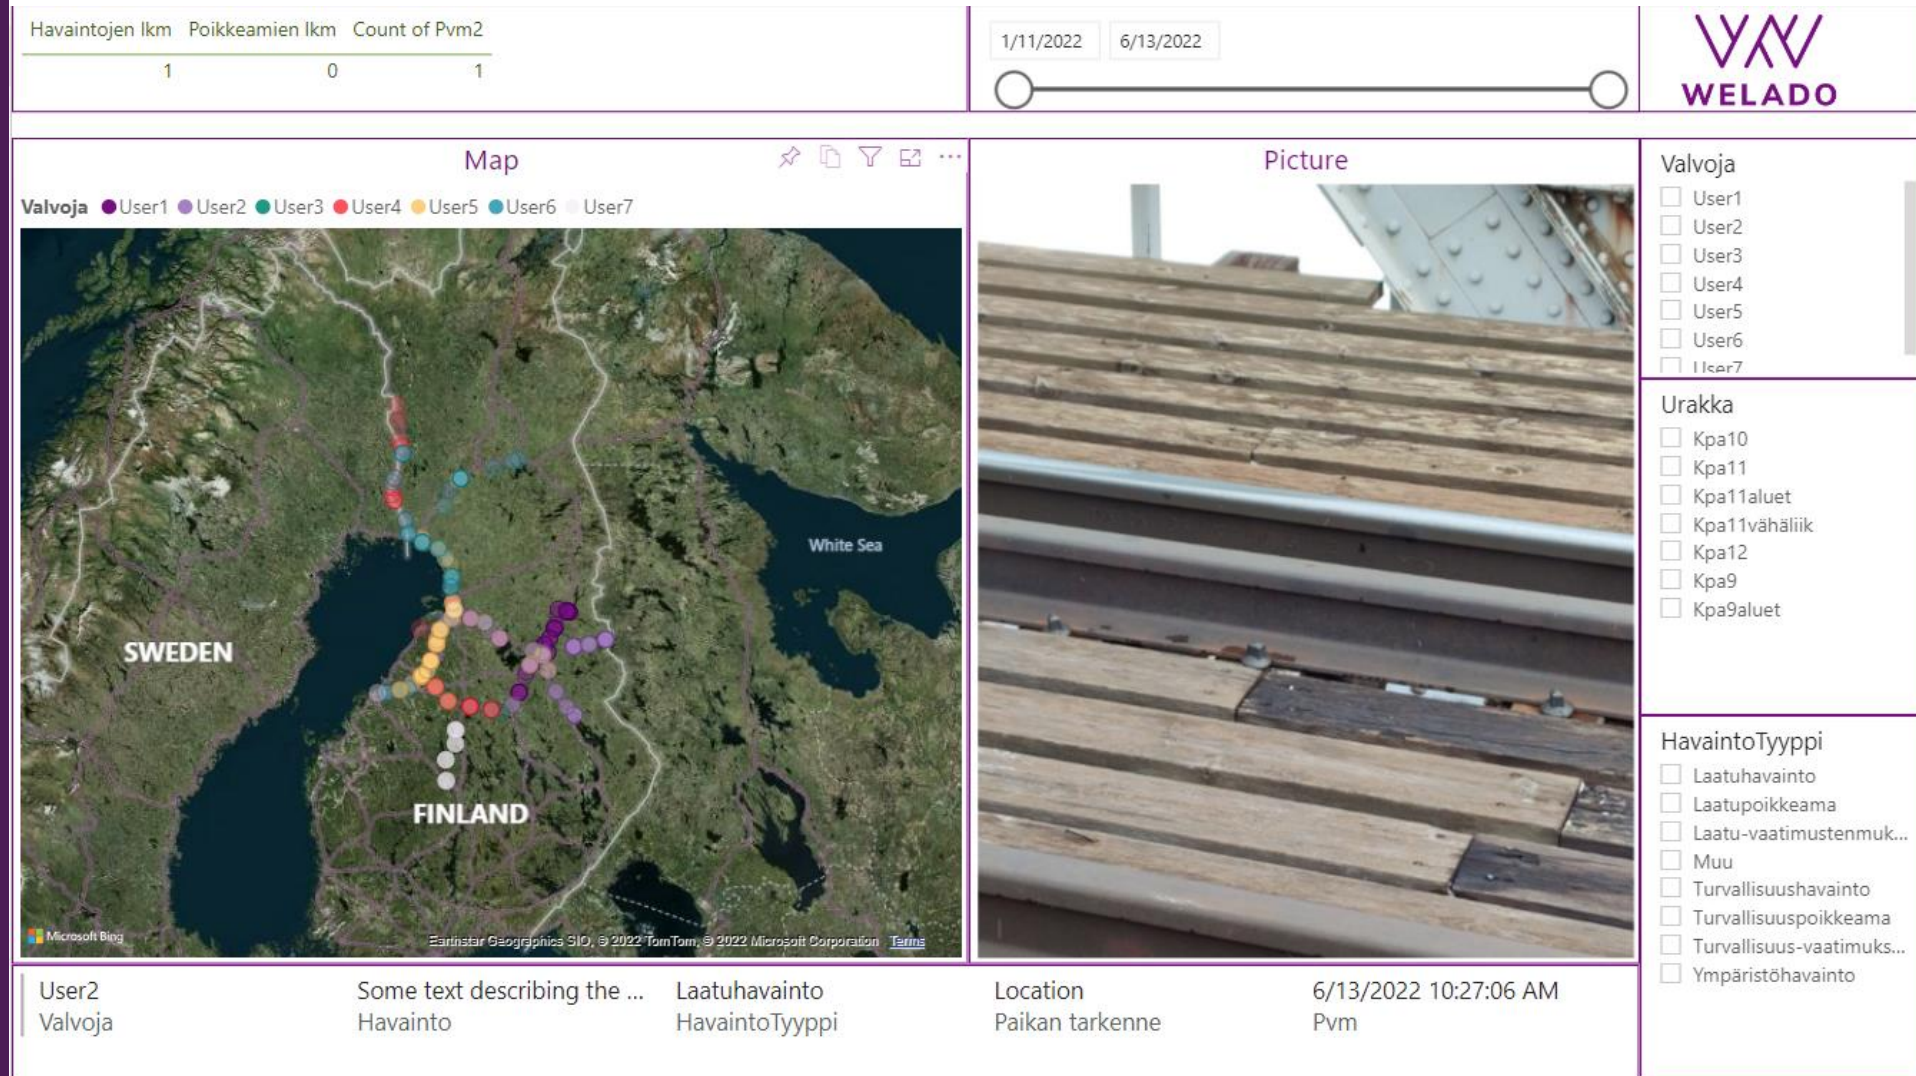 Havaintojen lkm Poikkeamien lkm Count of Pvm2
1 0 1
1/11/2022 6/13/2022
WELADO
Map
Valvoja User1 User2 User3 User4 User5 User6 User7
SWEDEN
FINLAND
White Sea
Microsoft Bing
Earthstar Geographics SIO, © 2022 TomTom, © 2022 Microsoft Corporation Terms
Picture
Valvoja
User1
User2
User3
User4
User5
User6
User7
Urakka
Kpa10
Kpa11
Kpa11aluet
Kpa11vähäliik
Kpa12
Kpa9
Kpa9aluet
HavaintoTyyppi
Laatuhavainto
Laatupoikkeama
Laatu-vaatimustenmuk...
Muu
Turvallisuushavainto
Turvallisuuspoikkeama
Turvallisuus-vaatimuks...
Ympäristöhavainto
User2 Some text describing the ... Laatuhavainto Location 6/13/2022 10:27:06 AM
Valvoja Havainto HavaintoTyyppi Paikan tarkenne Pvm